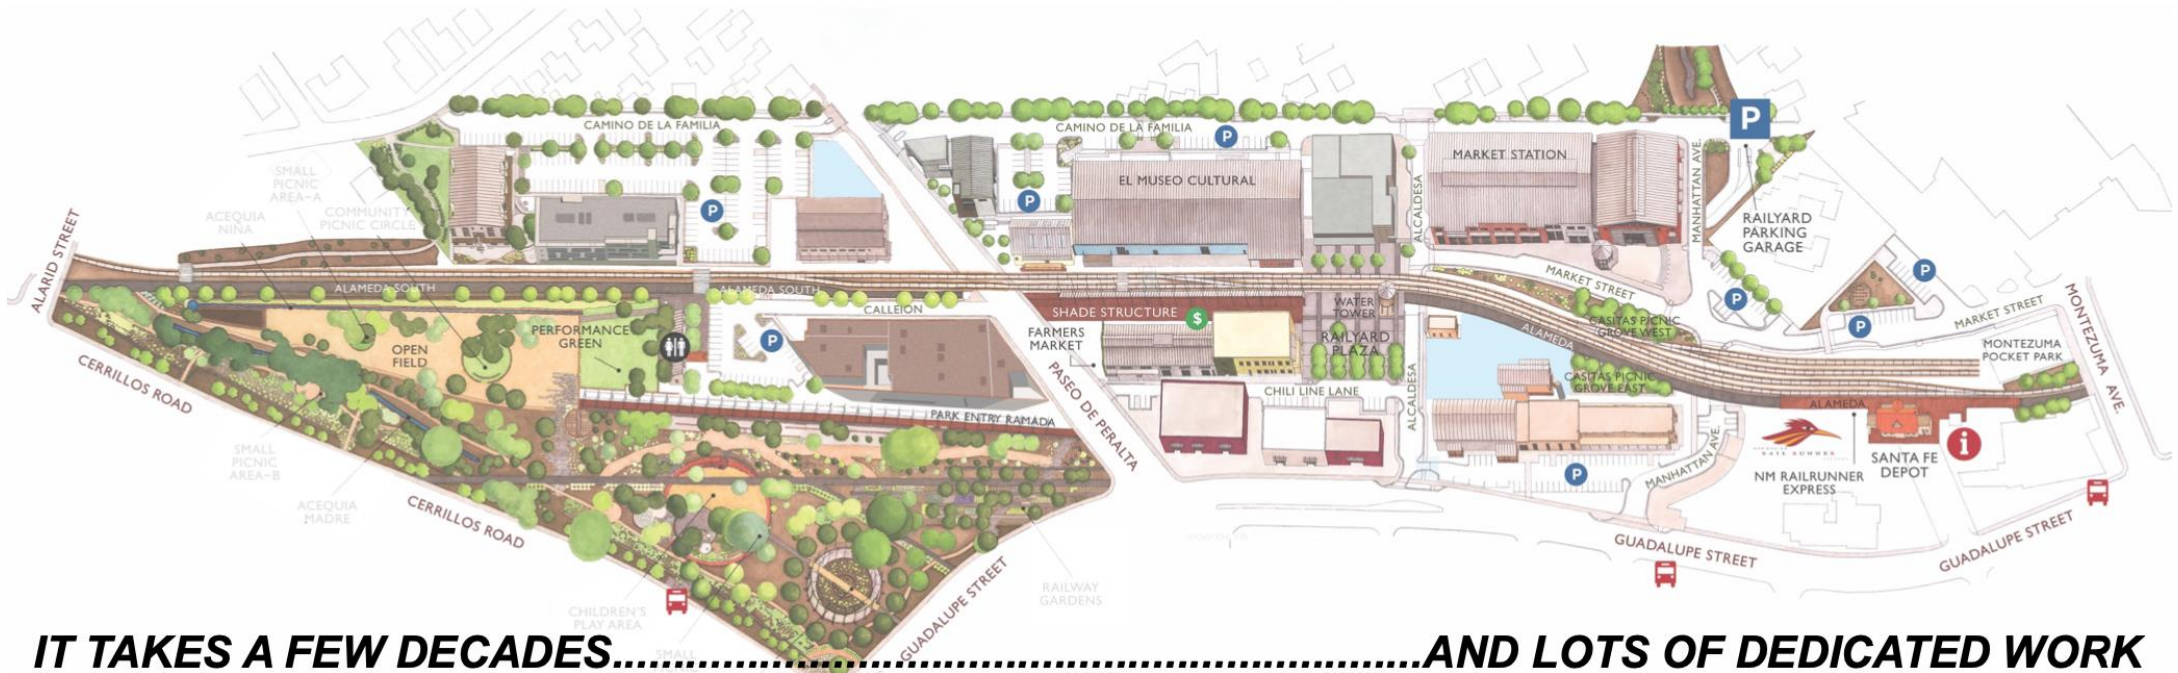 CAMINO DE LA FAMILIA
CAMINO DE LA FAMILIA
P
P
MARKET STATION
EL MUSEO CULTURAL
MANHATTAN AVE.
ALCALDESA
SMALL
PICNIC
AREA-A
ACEQUIA
NIÑA
COMMUNITY
PICNIC CIRCLE
P
P
RAILYARD
PARKING
GARAGE
ALARID STREET
P
P
P
MARKET STREET
MARKET STREET
MONTEZUMA AVE.
ALAMEDA SOUTH
ALAMEDA SOUTH
CALLEJON
SHADE STRUCTURE
$
WATER
TOWER
FARMERS
MARKET
RAILYARD
PLAZA
ALAMEDA
CASITAS PICNIC
GROVE WEST
MONTEZUMA
POCKET PARK
PERFORMANCE
GREEN
OPEN
FIELD
P
CERRILLOS ROAD
PASEO DE PERALTA
CHILI LINE LANE
ALCALDESA
CASITAS PICNIC
GROVE EAST
ALAMEDA
PARK ENTRY RAMADA
SMALL
PICNIC
AREA-B
ACEQUIA
MADRE
CERRILLOS ROAD
P
MANHATTAN AVE.
NM RAILRUNNER
EXPRESS
SANTA FE
DEPOT
i
GUADALUPE STREET
GUADALUPE STREET
GUADALUPE STREET
RAILWAY
GARDENS
CHILDREN'S
PLAY AREA
SMALL
IT TAKES A FEW DECADES..........................................................AND LOTS OF DEDICATED WORK